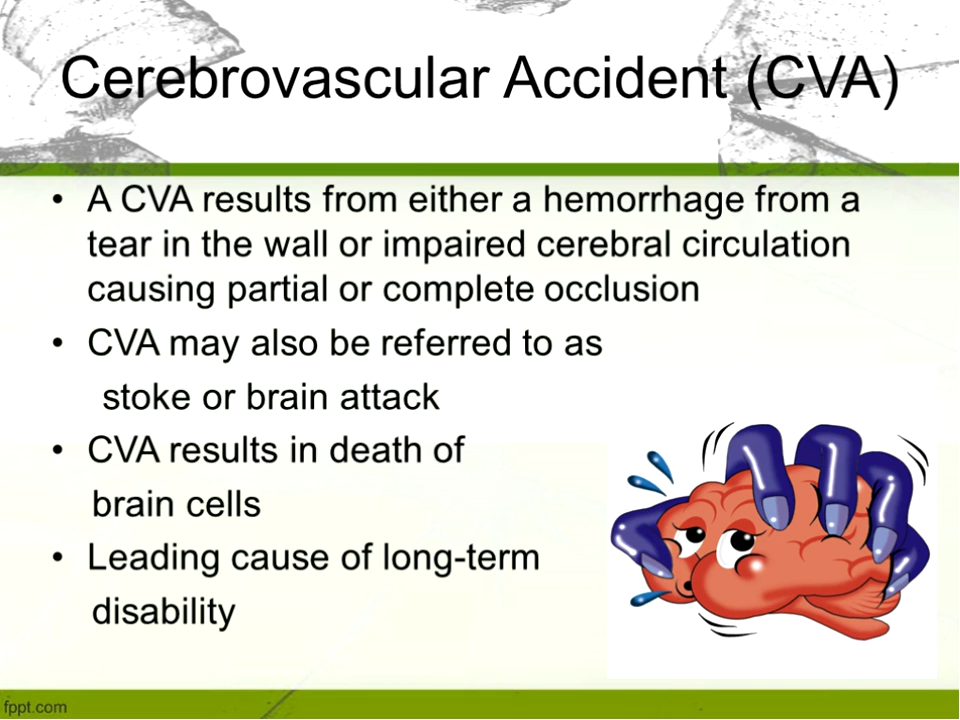 Cerebrovascular Accident (CVA)
• A CVA results from either a hemorrhage from a
tear in the wall or impaired cerebral circulation
causing partial or complete occlusion
• CVA may also be referred to as
stoke or brain attack
• CVA results in death of
brain cells
• Leading cause of long-term
disability
fppt.com